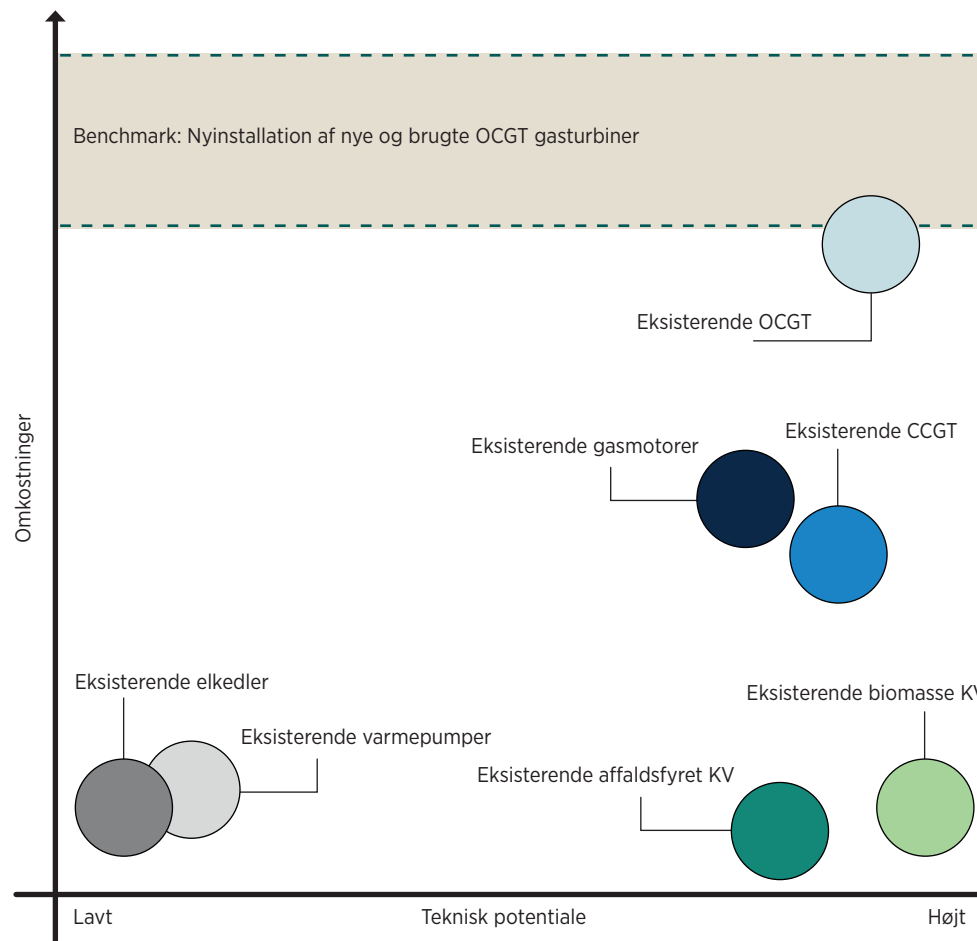 Benchmark: Nyinstallation af nye og brugte OCGT gasturbiner
Eksisterende OCGT
Eksisterende CCGT
Eksisterende gasmotorer
Omkostninger
Eksisterende elkedler
Eksisterende biomasse KV
Eksisterende varmepumper
Eksisterende affaldsfyret KV
Lavt
Teknisk potentiale
Højt